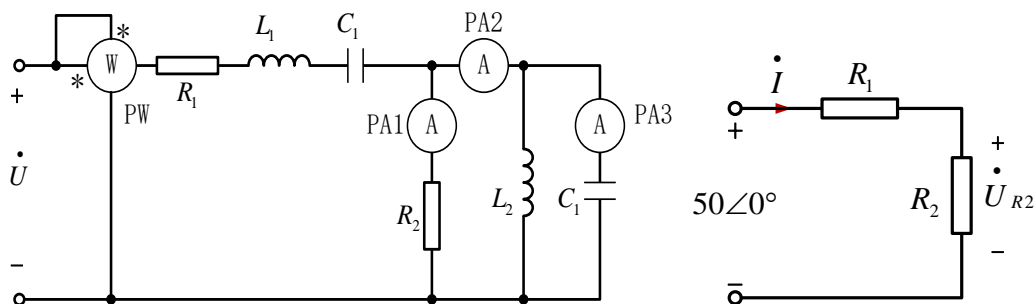 L₁ C₁ PA2
* W * A
R₁
+ PW PA1 A A PA3
U̇
R₂ L₂ C₁
−
İ R₁
+
50∠0° R₂ + U̇ R2 −
−